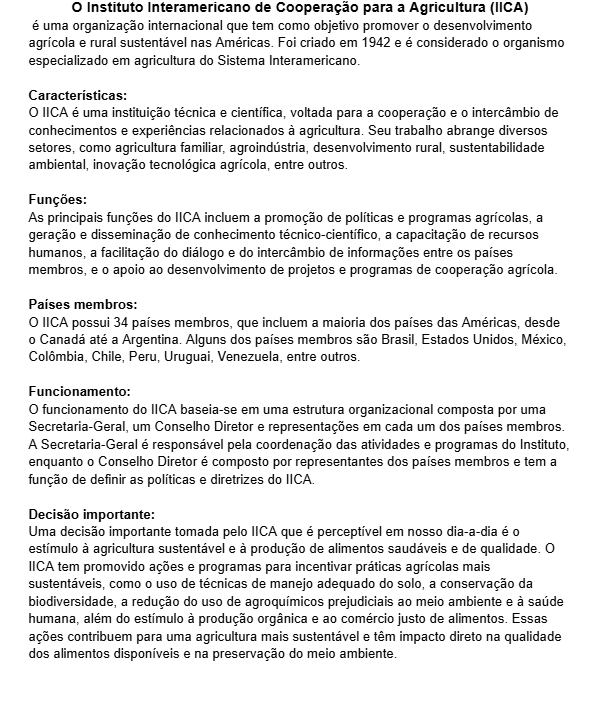 O Instituto Interamericano de Cooperação para a Agricultura (IICA)
é uma organização internacional que tem como objetivo promover o desenvolvimento
agrícola e rural sustentável nas Américas. Foi criado em 1942 e é considerado o organismo
especializado em agricultura do Sistema Interamericano.
Características:
O IICA é uma instituição técnica e científica, voltada para a cooperação e o intercâmbio de
conhecimentos e experiências relacionados à agricultura. Seu trabalho abrange diversos
setores, como agricultura familiar, agroindústria, desenvolvimento rural, sustentabilidade
ambiental, inovação tecnológica agrícola, entre outros.
Funções:
As principais funções do IICA incluem a promoção de políticas e programas agrícolas, a
geração e disseminação de conhecimento técnico-científico, a capacitação de recursos
humanos, a facilitação do diálogo e do intercâmbio de informações entre os países
membros, e o apoio ao desenvolvimento de projetos e programas de cooperação agrícola.
Países membros:
O IICA possui 34 países membros, que incluem a maioria dos países das Américas, desde
o Canadá até a Argentina. Alguns dos países membros são Brasil, Estados Unidos, México,
Colômbia, Chile, Peru, Uruguai, Venezuela, entre outros.
Funcionamento:
O funcionamento do IICA baseia-se em uma estrutura organizacional composta por uma
Secretaria-Geral, um Conselho Diretor e representações em cada um dos países membros.
A Secretaria-Geral é responsável pela coordenação das atividades e programas do Instituto,
enquanto o Conselho Diretor é composto por representantes dos países membros e tem a
função de definir as políticas e diretrizes do IICA.
Decisão importante:
Uma decisão importante tomada pelo IICA que é perceptível em nosso dia-a-dia é o
estímulo à agricultura sustentável e à produção de alimentos saudáveis e de qualidade. O
IICA tem promovido ações e programas para incentivar práticas agrícolas mais
sustentáveis, como o uso de técnicas de manejo adequado do solo, a conservação da
biodiversidade, a redução do uso de agroquímicos prejudiciais ao meio ambiente e à saúde
humana, além do estímulo à produção orgânica e ao comércio justo de alimentos. Essas
ações contribuem para uma agricultura mais sustentável e têm impacto direto na qualidade
dos alimentos disponíveis e na preservação do meio ambiente.